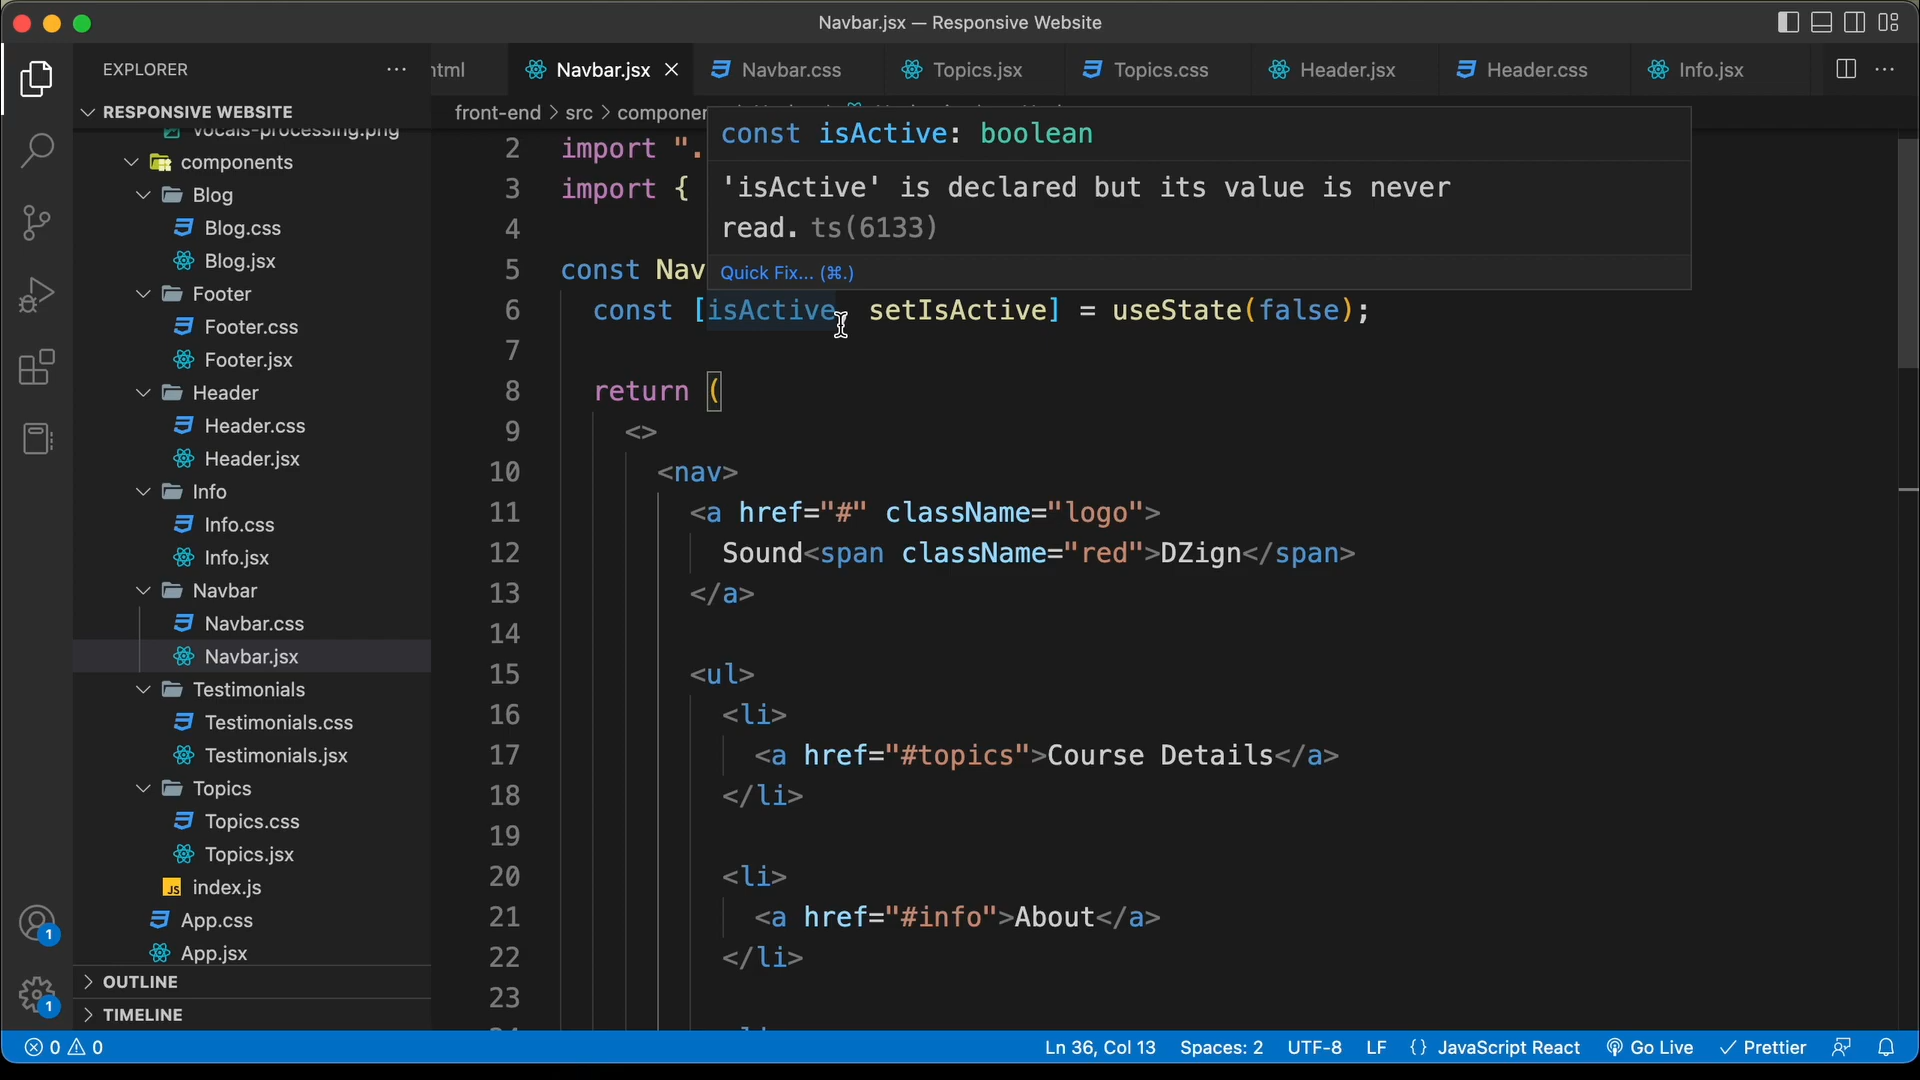 Navbar.jsx — Responsive Website
EXPLORER
html
Navbar.jsx
Navbar.css
Topics.jsx
Topics.css
Header.jsx
Header.css
Info.jsx
RESPONSIVE WEBSITE
vocals-processing.png
components
Blog
Blog.css
Blog.jsx
Footer
Footer.css
Footer.jsx
Header
Header.css
Header.jsx
Info
Info.css
Info.jsx
Navbar
Navbar.css
Navbar.jsx
Testimonials
Testimonials.css
Testimonials.jsx
Topics
Topics.css
Topics.jsx
JS index.js
App.css
App.jsx
OUTLINE
TIMELINE
1
1
front-end > src > componen
const isActive: boolean
'isActive' is declared but its value is never
read. ts(6133)
Quick Fix... (⌘.)
2 import ".
3 import {
4
5 const Nav
6 const [isActive setIsActive] = useState(false);
7
8 return (
9 <>
10 <nav>
11 <a href="#" className="logo">
12 Sound<span className="red">DZign</span>
13 </a>
14
15 <ul>
16 <li>
17 <a href="#topics">Course Details</a>
18 </li>
19
20 <li>
21 <a href="#info">About</a>
22 </li>
23
0 0
Ln 36, Col 13 Spaces: 2 UTF-8 LF {} JavaScript React Go Live ✓ Prettier